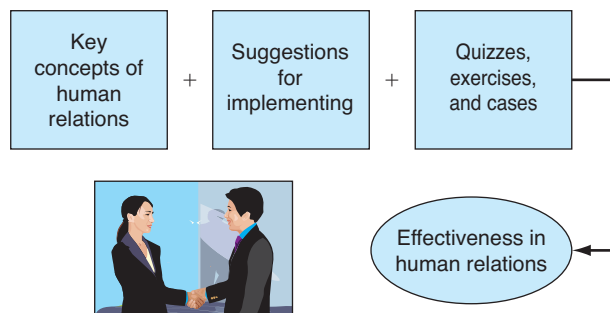 Key
concepts of
human
relations
+
Suggestions
for
implementing
+
Quizzes,
exercises,
and cases
Effectiveness in
human relations